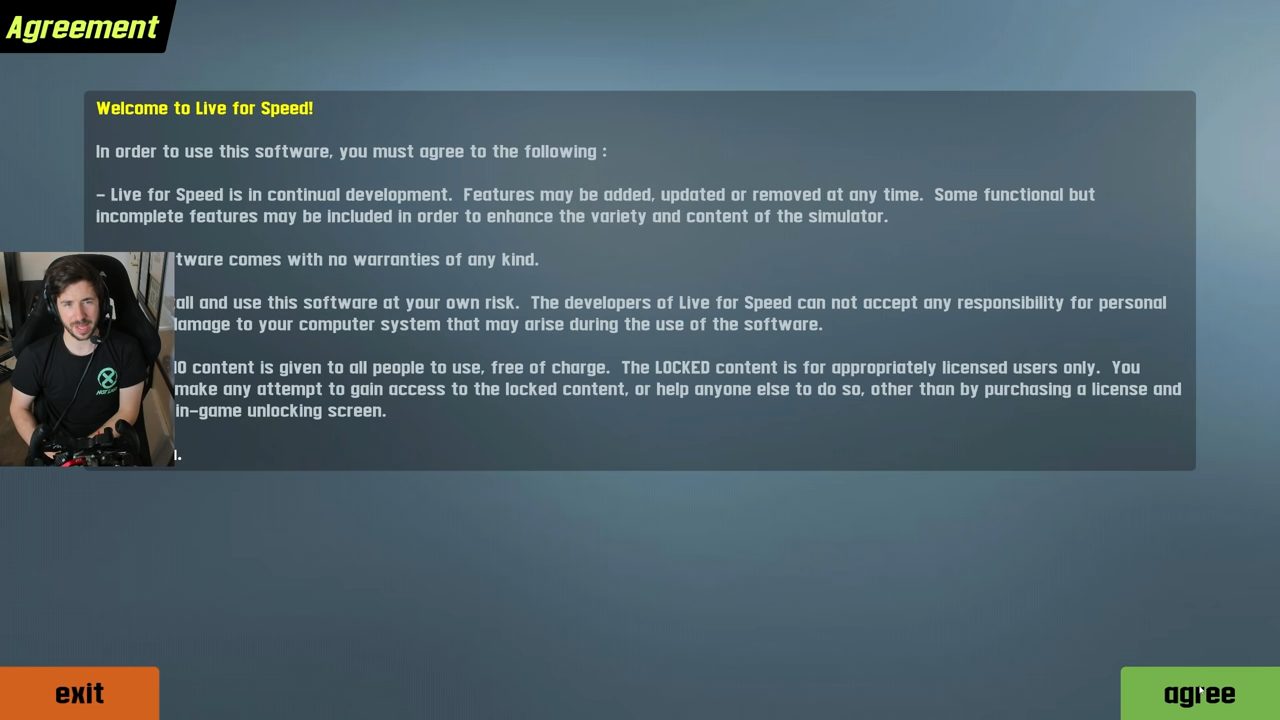 Agreement
Welcome to Live for Speed!
In order to use this software, you must agree to the following :
- Live for Speed is in continual development. Features may be added, updated or removed at any time. Some functional but
incomplete features may be included in order to enhance the variety and content of the simulator.
tware comes with no warranties of any kind.
all and use this software at your own risk. The developers of Live for Speed can not accept any responsibility for personal
amage to your computer system that may arise during the use of the software.
0 content is given to all people to use, free of charge. The LOCKED content is for appropriately licensed users only. You
make any attempt to gain access to the locked content, or help anyone else to do so, other than by purchasing a license and
in-game unlocking screen.
exit
agree